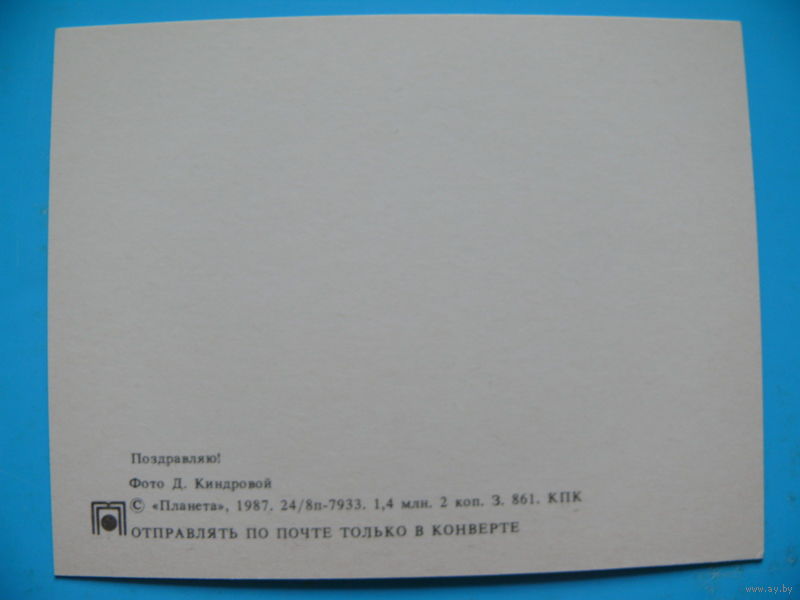 Поздравляю!
Фото Д. Киндровой
© «Планета», 1987. 24/8п-7933. 1,4 млн. 2 коп. З. 861. КПК
ОТПРАВЛЯТЬ ПО ПОЧТЕ ТОЛЬКО В КОНВЕРТЕ
www.ay.by